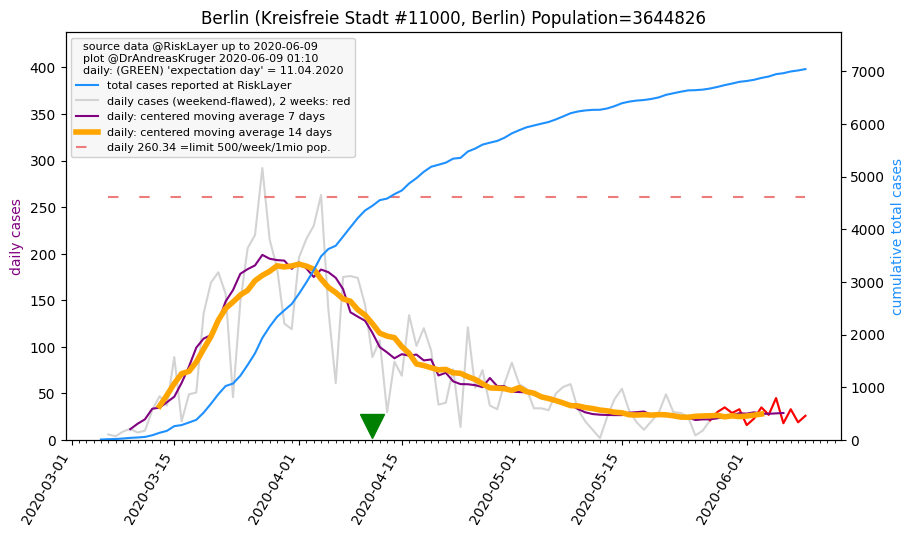 Berlin (Kreisfreie Stadt #11000, Berlin) Population=3644826
source data @RiskLayer up to 2020-06-09
plot @DrAndreasKruger 2020-06-09 01:10
daily: (GREEN) 'expectation day' = 11.04.2020
total cases reported at RiskLayer
daily cases (weekend-flawed), 2 weeks: red
daily: centered moving average 7 days
daily: centered moving average 14 days
daily 260.34 =limit 500/week/1mio pop.
daily cases
400
350
300
250
200
150
100
50
0
cumulative total cases
7000
6000
5000
4000
3000
2000
1000
0
2020-03-01
2020-03-15
2020-04-01
2020-04-15
2020-05-01
2020-05-15
2020-06-01